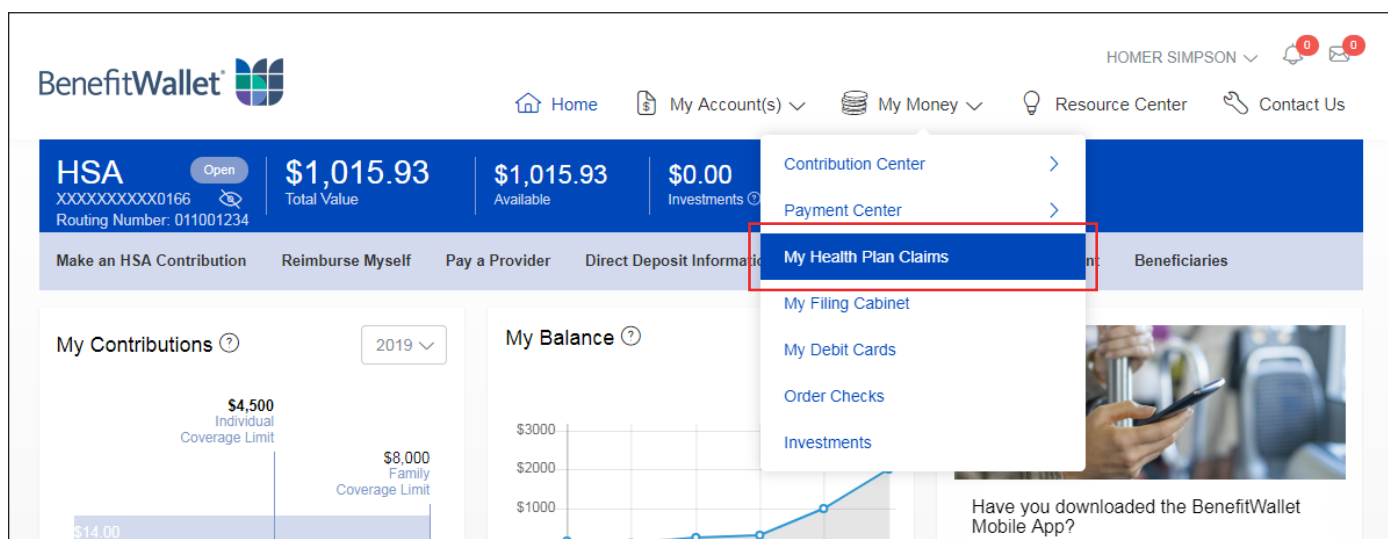 HOMER SIMPSON
0
0
BenefitWallet
Home
My Account(s)
My Money
Resource Center
Contact Us
HSA
Open
$1,015.93
$1,015.93
$0.00
XXXXXXXXXX0166
Total Value
Available
Investments
Routing Number: 011001234
Contribution Center
Payment Center
My Health Plan Claims
My Filing Cabinet
My Debit Cards
Order Checks
Investments
Make an HSA Contribution
Reimburse Myself
Pay a Provider
Direct Deposit
Beneficiaries
My Contributions ?
2019
$4,500
Individual
Coverage Limit
$8,000
Family
Coverage Limit
$14.00
My Balance ?
$3000
$2000
$1000
Have you downloaded the BenefitWallet
Mobile App?